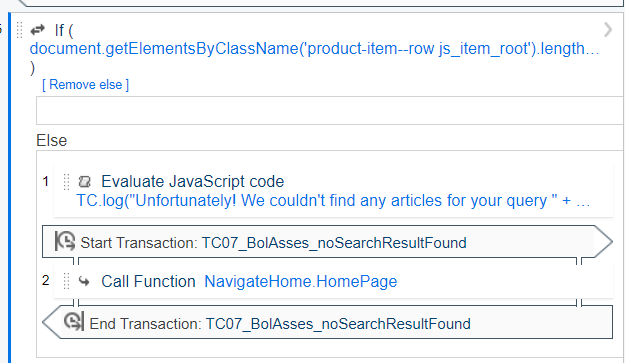 If (
document.getElementsByClassName('product-item--row js_item_root').length...
)
[ Remove else ]
Else
1 Evaluate JavaScript code
TC.log("Unfortunately! We couldn't find any articles for your query " + ...
Start Transaction: TC07_BolAsses_noSearchResultFound
2 Call Function NavigateHome.HomePage
End Transaction: TC07_BolAsses_noSearchResultFound